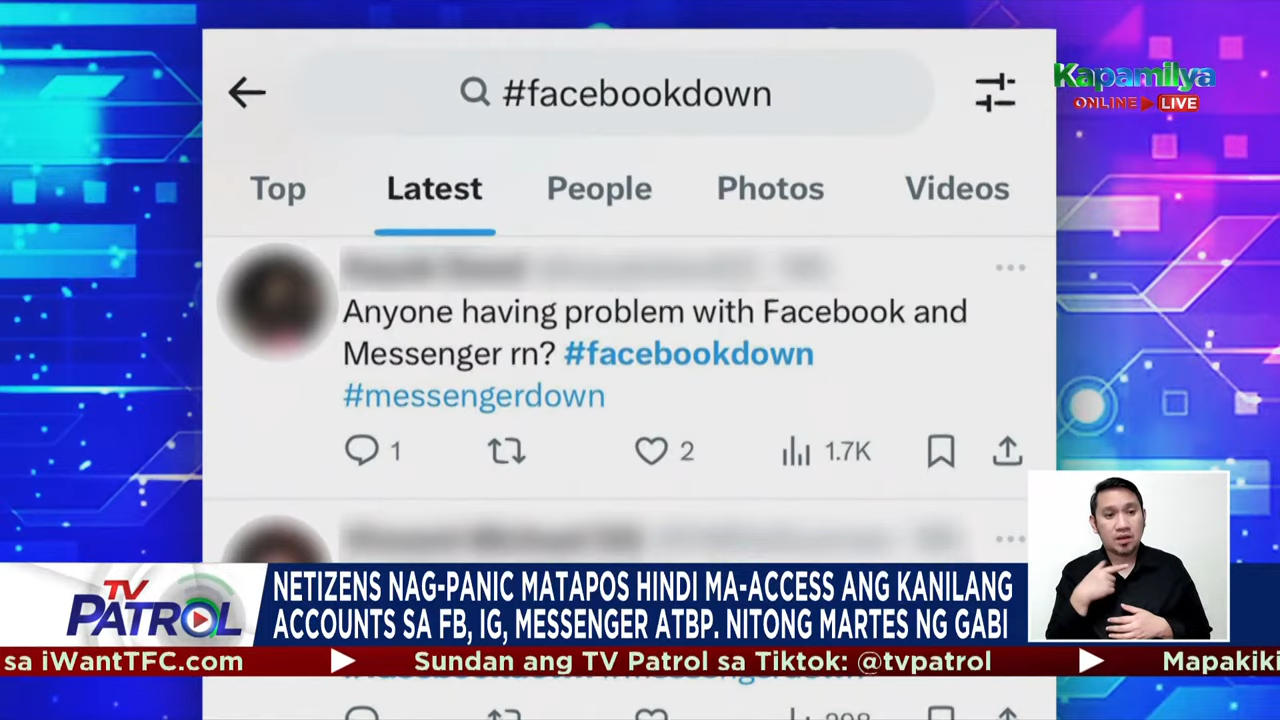 #facebookdown
Kapamilya
ONLINE LIVE
Top Latest People Photos Videos
Anyone having problem with Facebook and
Messenger rn? #facebookdown
#messengerdown
1 2 1.7K
TV
PATROL
NETIZENS NAG-PANIC MATAPOS HINDI MA-ACCESS ANG KANILANG
ACCOUNTS SA FB, IG, MESSENGER ATBP. NITONG MARTES NG GABI
sa iWantTFC.com Sundan ang TV Patrol sa Tiktok: @tvpatrol